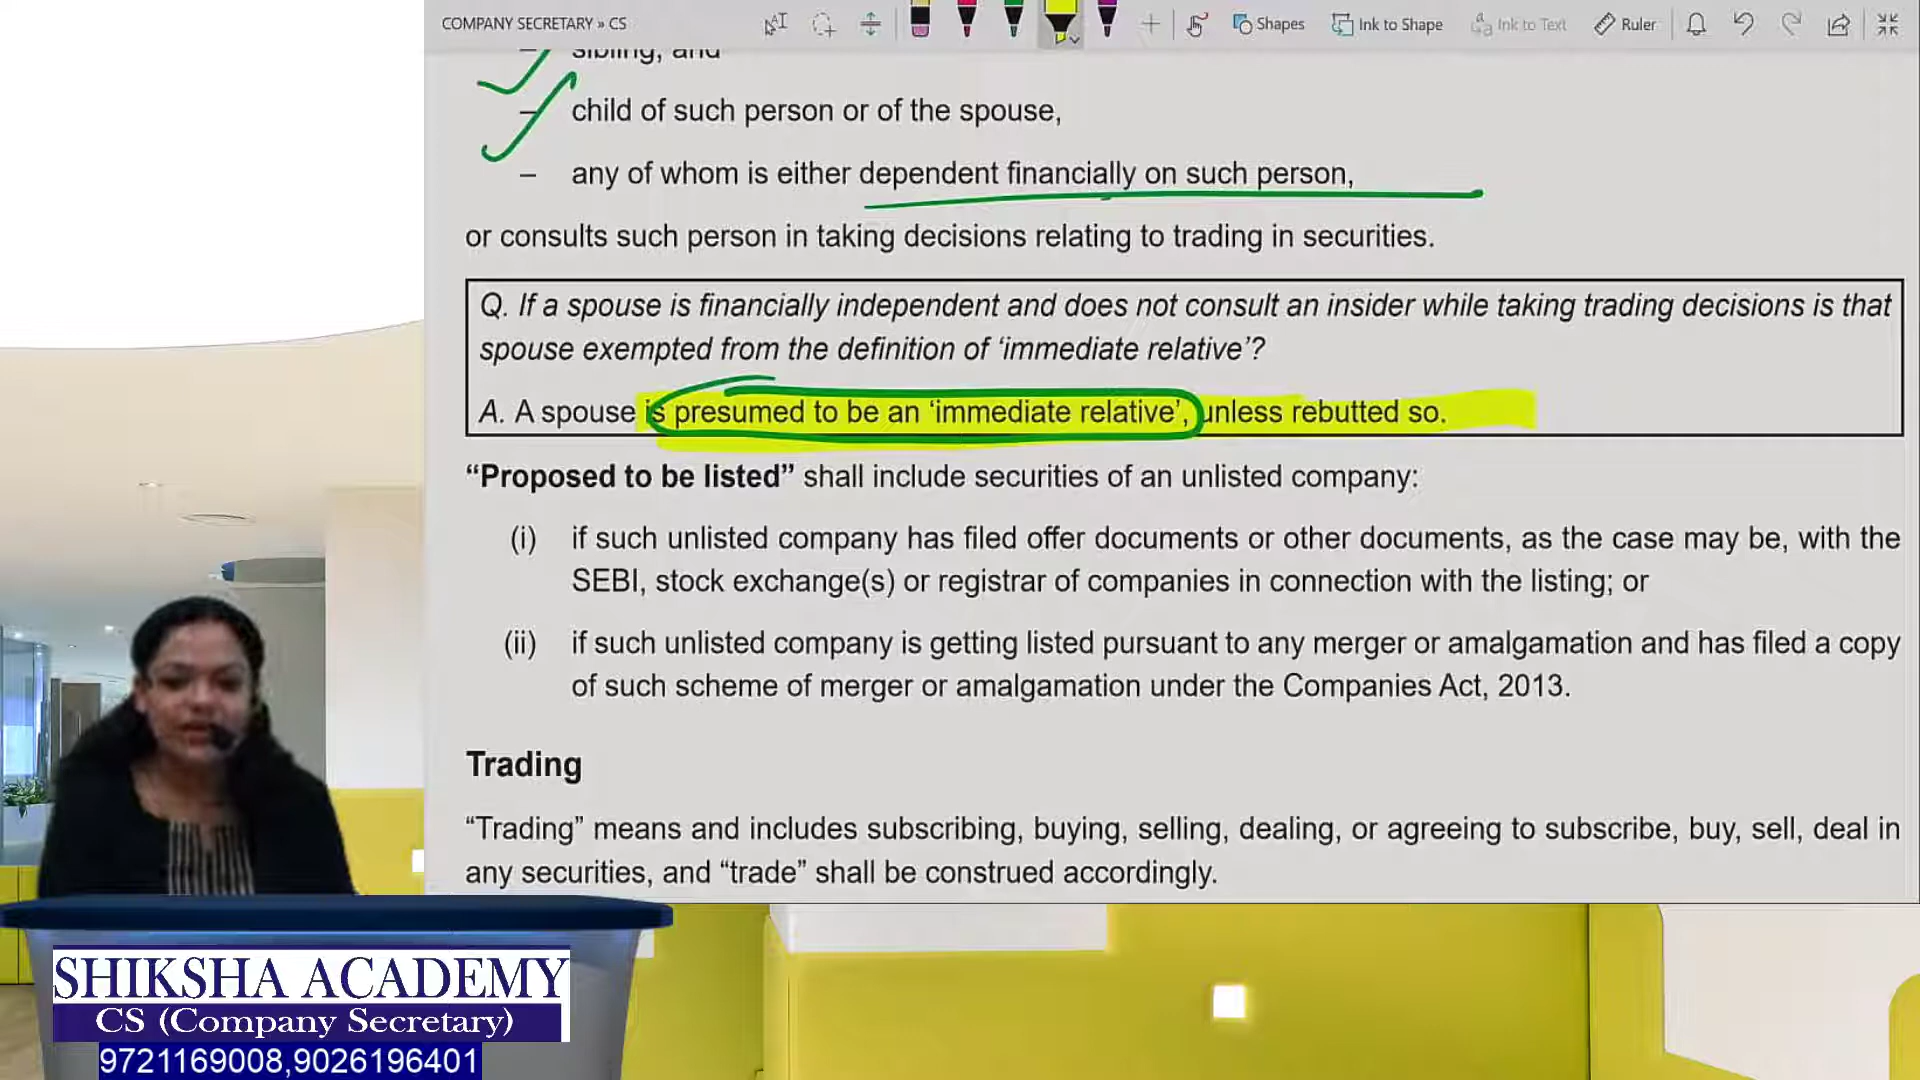 COMPANY SECRETARY » CS
Shapes
Ink to Shape
Ink to Text
Ruler
– sibling, and
– child of such person or of the spouse,
– any of whom is either dependent financially on such person,
or consults such person in taking decisions relating to trading in securities.
Q. If a spouse is financially independent and does not consult an insider while taking trading decisions is that
spouse exempted from the definition of ‘immediate relative’?
A. A spouse is presumed to be an ‘immediate relative’, unless rebutted so.
“Proposed to be listed” shall include securities of an unlisted company:
(i) if such unlisted company has filed offer documents or other documents, as the case may be, with the
SEBI, stock exchange(s) or registrar of companies in connection with the listing; or
(ii) if such unlisted company is getting listed pursuant to any merger or amalgamation and has filed a copy
of such scheme of merger or amalgamation under the Companies Act, 2013.
Trading
“Trading” means and includes subscribing, buying, selling, dealing, or agreeing to subscribe, buy, sell, deal in
any securities, and “trade” shall be construed accordingly.
SHIKSHA ACADEMY
CS (Company Secretary)
9721169008,9026196401